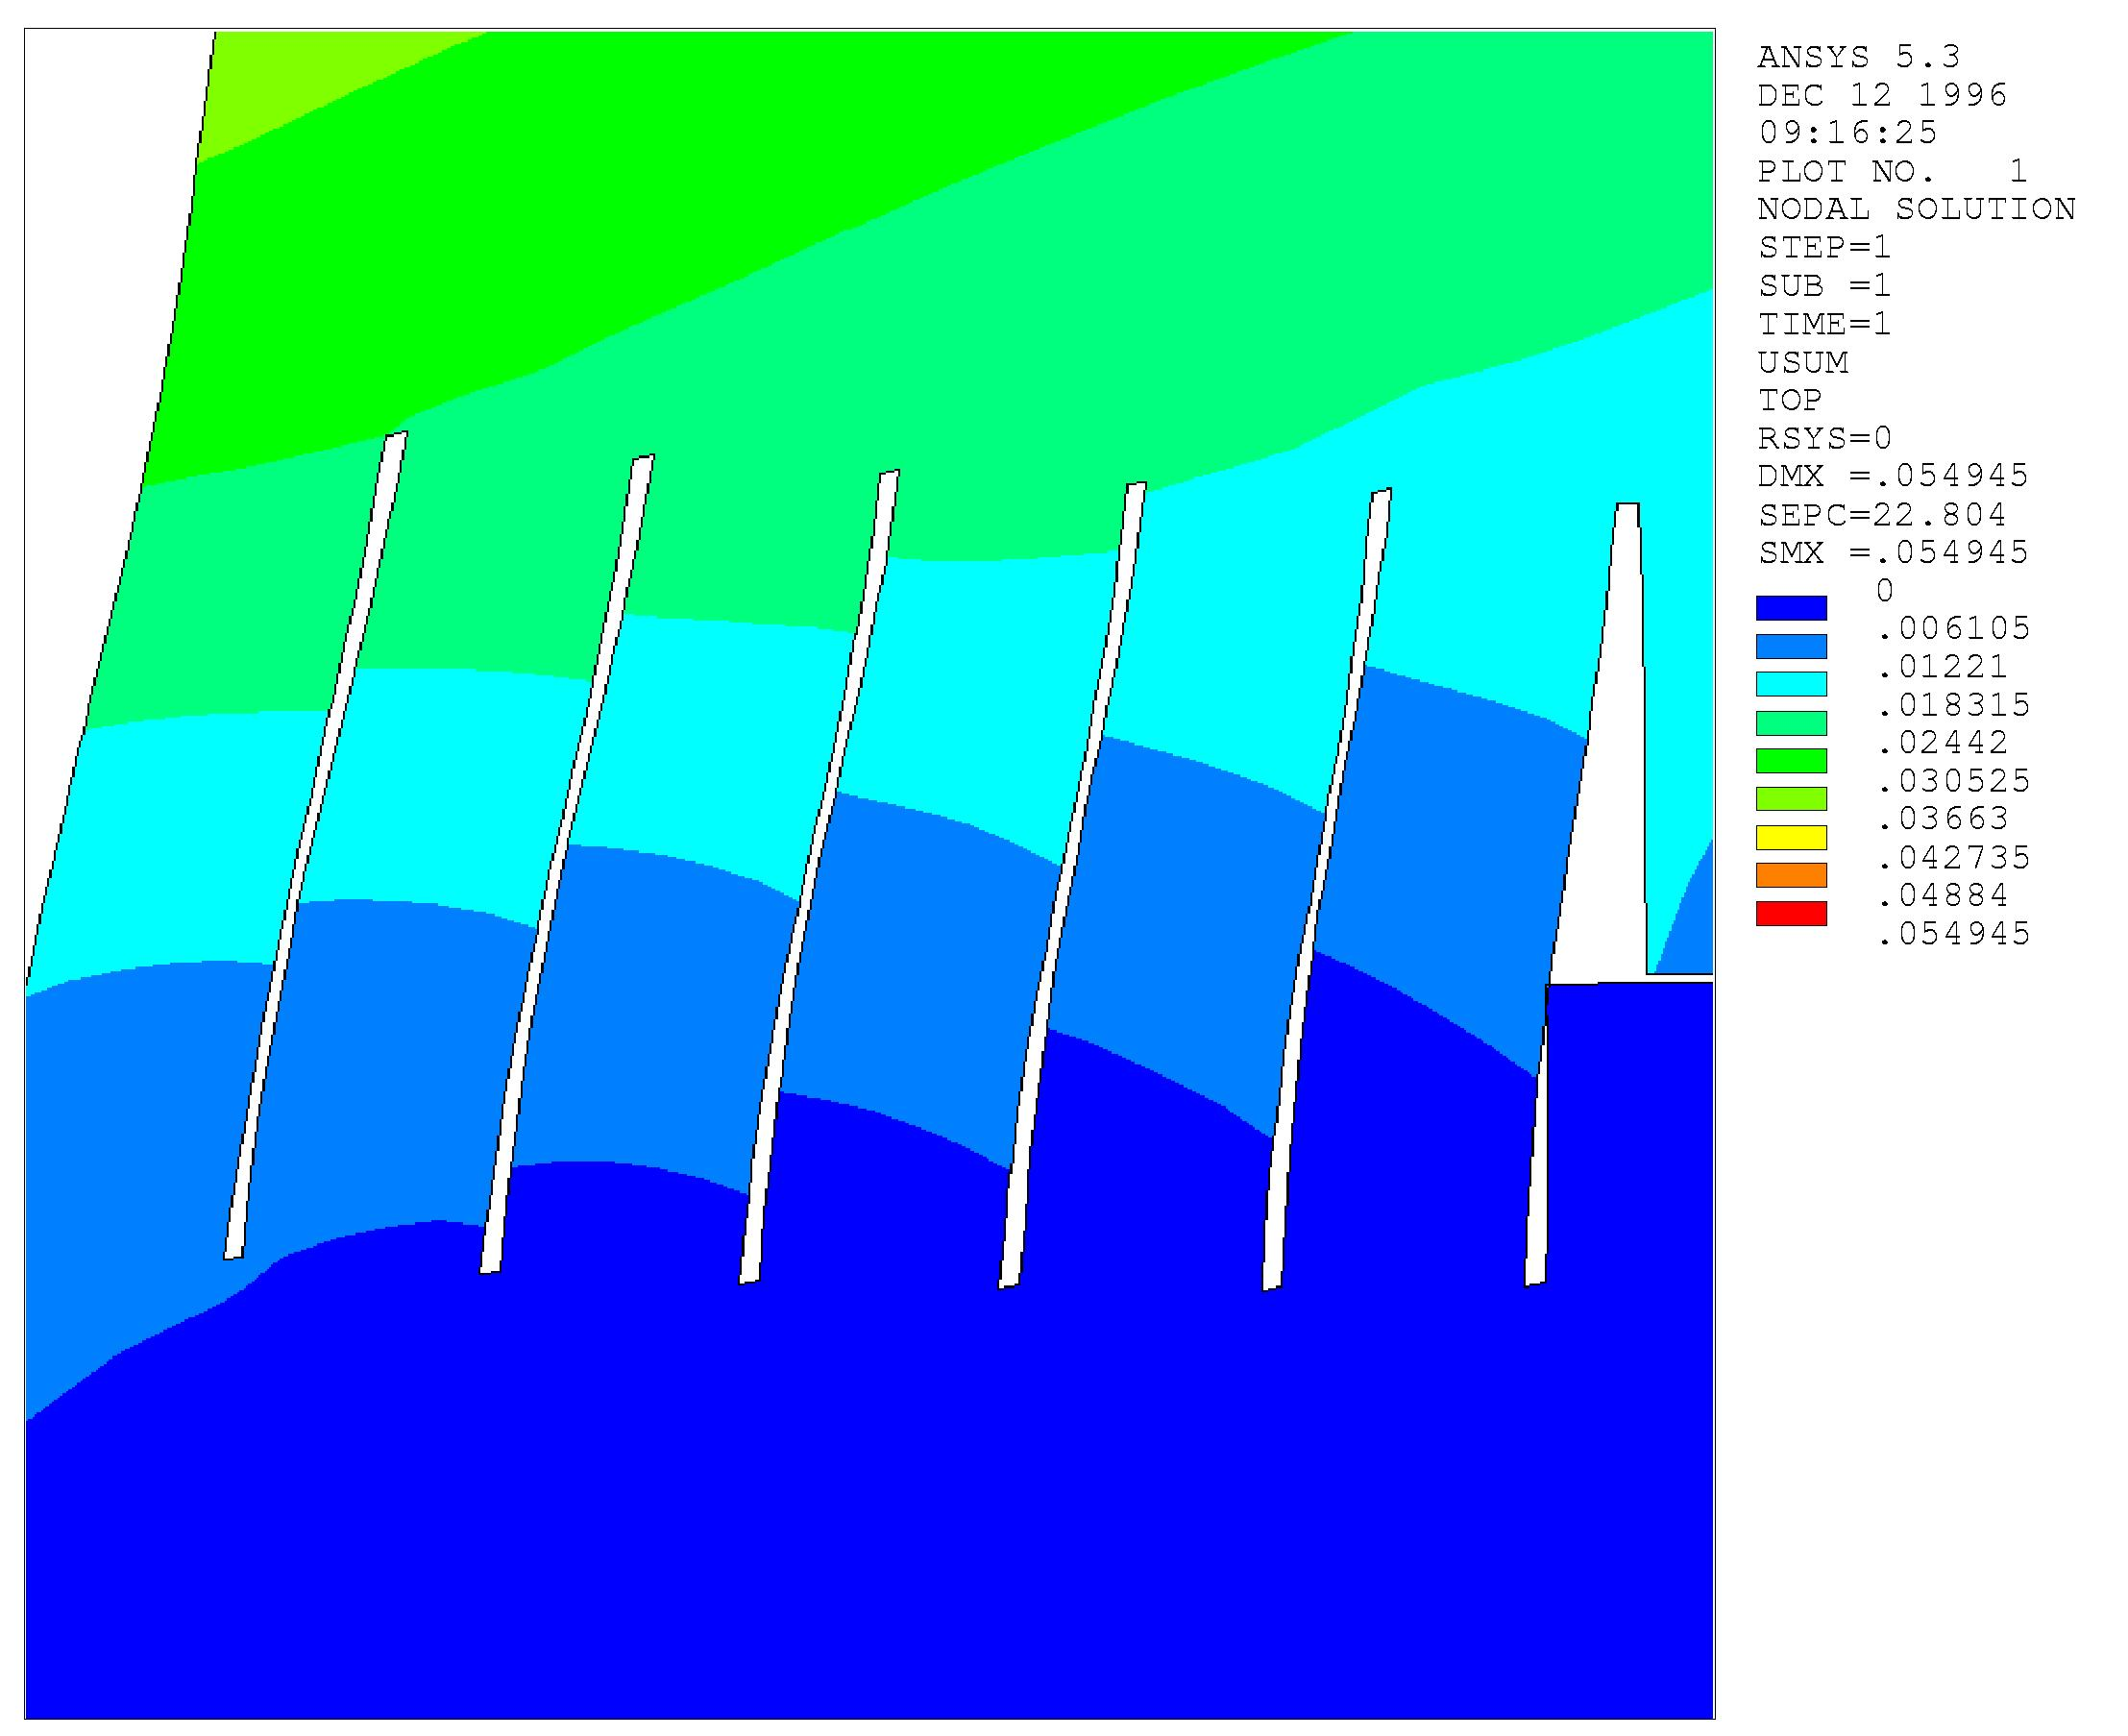 ANSYS 5.3
DEC 12 1996
09:16:25
PLOT NO.   1
NODAL SOLUTION
STEP=1
SUB =1
TIME=1
USUM
TOP
RSYS=0
DMX =.054945
SEPC=22.804
SMX =.054945
0
.006105
.01221
.018315
.02442
.030525
.03663
.042735
.04884
.054945